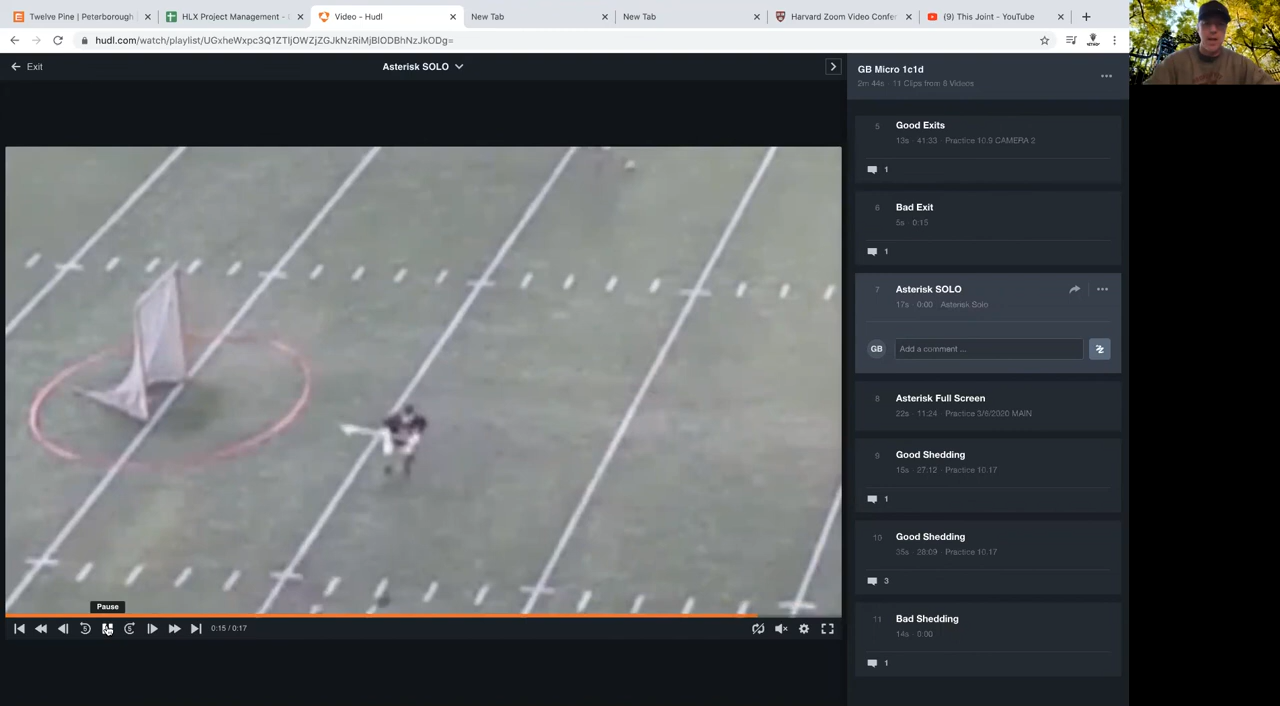 Twelve Pine | Peterborough
HLX Project Management -
Video - Hudl
New Tab
New Tab
Harvard Zoom Video Confer
(9) This Joint - YouTube
hudl.com/watch/playlist/UGxheWxpc3Q1ZTljOWZjZGJkNzRiMjBlODBhNzJkODg=
Exit
Asterisk SOLO
GB Micro 1c1d
2m 44s · 11 Clips from 8 Videos
5 Good Exits
13s · 41:33 Practice 10.9 CAMERA 2
1
6 Bad Exit
5s · 0:15
1
7 Asterisk SOLO
17s · 0:00 Asterisk Solo
GB Add a comment ...
8 Asterisk Full Screen
22s · 11:24 Practice 3/6/2020 MAIN
9 Good Shedding
15s · 27:12 Practice 10.17
1
10 Good Shedding
35s · 28:09 Practice 10.17
3
11 Bad Shedding
14s · 0:00
1
Pause
5
5
0:15 / 0:17